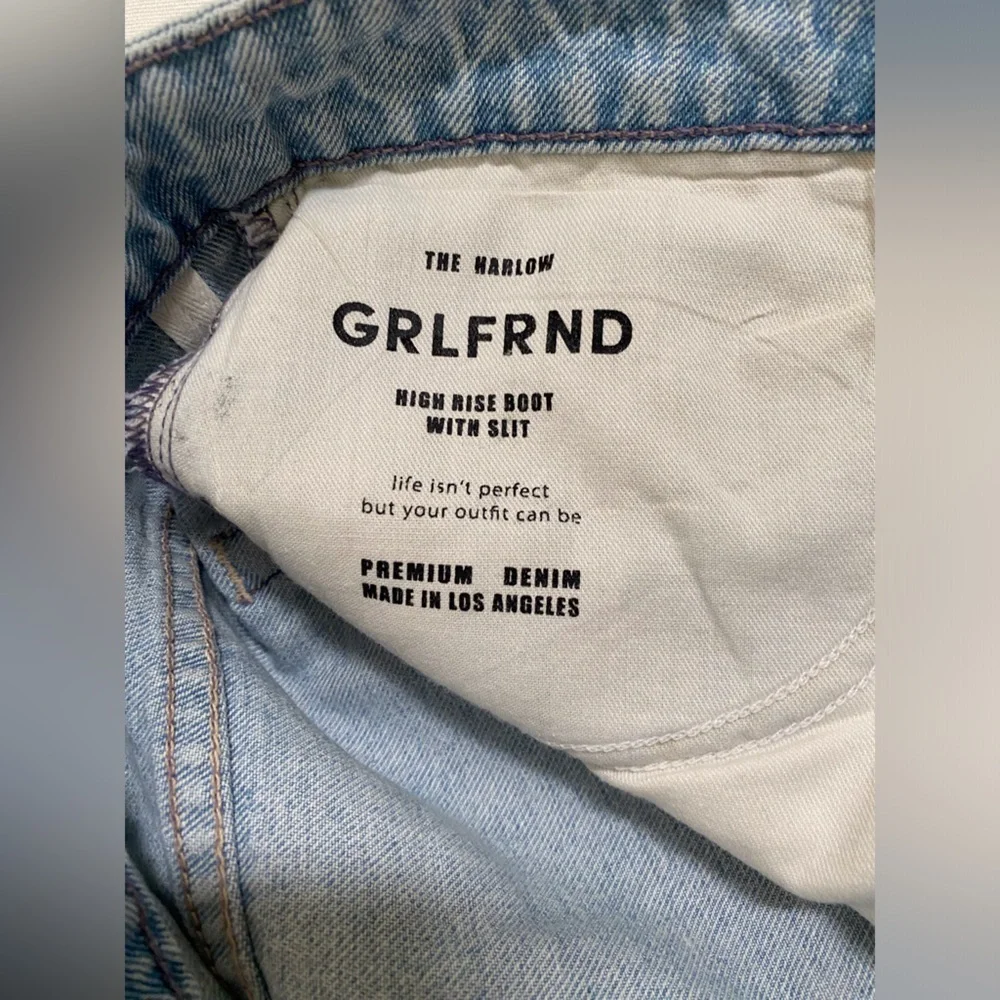 THE HARLOW
GRLFRND
HIGH RISE BOOT
WITH SLIT
life isn't perfect
but your outfit can be
PREMIUM DENIM
MADE IN LOS ANGELES